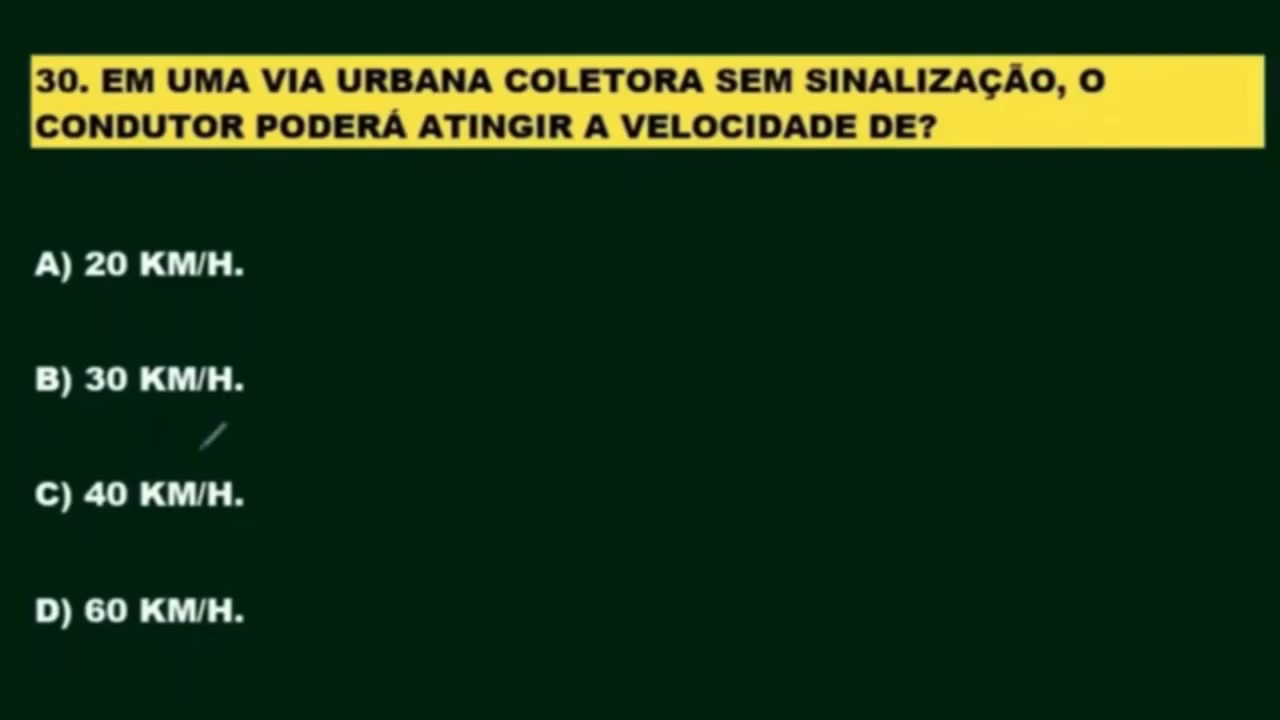 30. EM UMA VIA URBANA COLETORA SEM SINALIZAÇÃO, O
CONDUTOR PODERÁ ATINGIR A VELOCIDADE DE?
A) 20 KM/H.
B) 30 KM/H.
C) 40 KM/H.
D) 60 KM/H.